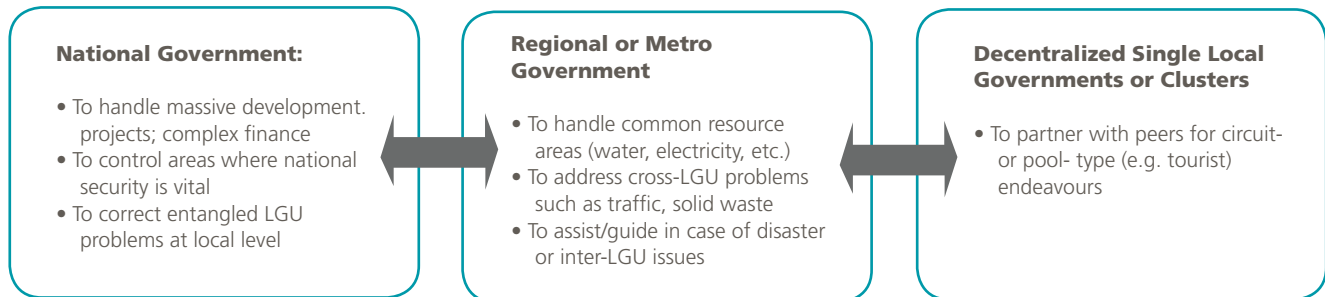 National Government:
• To handle massive development.
projects; complex finance
• To control areas where national
security is vital
• To correct entangled LGU
problems at local level
Regional or Metro
Government
• To handle common resource
areas (water, electricity, etc.)
• To address cross-LGU problems
such as traffic, solid waste
• To assist/guide in case of disaster
or inter-LGU issues
Decentralized Single Local
Governments or Clusters
• To partner with peers for circuit-
or pool- type (e.g. tourist)
endeavours